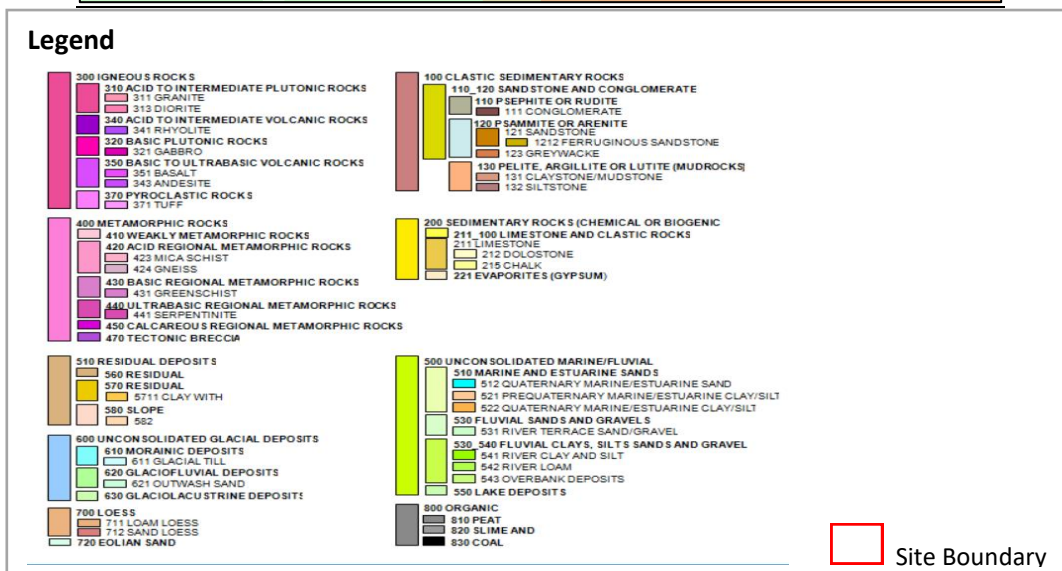 Legend
300 IGNEOUS ROCKS
310 ACID TO INTERMEDIATE PLUTONIC ROCKS
311 GRANITE
313 DIORITE
340 ACID TO INTERMEDIATE VOLCANIC ROCKS
341 RHYOLITE
320 BASIC PLUTONIC ROCKS
321 GABBRO
350 BASIC TO ULTRABASIC VOLCANIC ROCKS
351 BASALT
343 ANDESITE
370 PYROCLASTIC ROCKS
371 TUFF
400 METAMORPHIC ROCKS
410 WEAKLY METAMORPHIC ROCKS
420 ACID REGIONAL METAMORPHIC ROCKS
423 MICA SCHIST
424 GNEISS
430 BASIC REGIONAL METAMORPHIC ROCKS
431 GREENSCHIST
440 ULTRABASIC REGIONAL METAMORPHIC ROCKS
441 SERPENTINITE
450 CALCAREOUS REGIONAL METAMORPHIC ROCKS
470 TECTONIC BRECCIA
510 RESIDUAL DEPOSITS
560 RESIDUAL
570 RESIDUAL
5711 CLAY WITH
580 SLOPE
582
600 UNCONSOLIDATED GLACIAL DEPOSITS
610 MORAINIC DEPOSITS
611 GLACIAL TILL
620 GLACIOFLUVIAL DEPOSITS
621 OUTWASH SAND
630 GLACIOLACUSTRINE DEPOSITS
700 LOESS
711 LOAM LOESS
712 SAND LOESS
720 EOLIAN SAND
100 CLASTIC SEDIMENTARY ROCKS
110_120 SANDSTONE AND CONGLOMERATE
110 PSEPHITE OR RUDITE
111 CONGLOMERATE
120 PSAMMITE OR ARENITE
121 SANDSTONE
1212 FERRUGINOUS SANDSTONE
123 GREYWACKE
130 PELITE, ARGILLITE OR LUTITE (MUDROCKS)
131 CLAYSTONE/MUDSTONE
132 SILTSTONE
200 SEDIMENTARY ROCKS (CHEMICAL OR BIOGENIC
211_100 LIMESTONE AND CLASTIC ROCKS
211 LIMESTONE
212 DOLOSTONE
215 CHALK
221 EVAPORITES (GYPSUM)
500 UNCONSOLIDATED MARINE/FLUVIAL
510 MARINE AND ESTUARINE SANDS
512 QUATERNARY MARINE/ESTUARINE SAND
521 PREQUATERNARY MARINE/ESTUARINE CLAY/SILT
522 QUATERNARY MARINE/ESTUARINE CLAY/SILT
530 FLUVIAL SANDS AND GRAVELS
531 RIVER TERRACE SAND/GRAVEL
530_540 FLUVIAL CLAYS, SILTS SANDS AND GRAVEL
541 RIVER CLAY AND SILT
542 RIVER LOAM
543 OVERBANK DEPOSITS
550 LAKE DEPOSITS
800 ORGANIC
810 PEAT
820 SLIME AND
830 COAL
Site Boundary